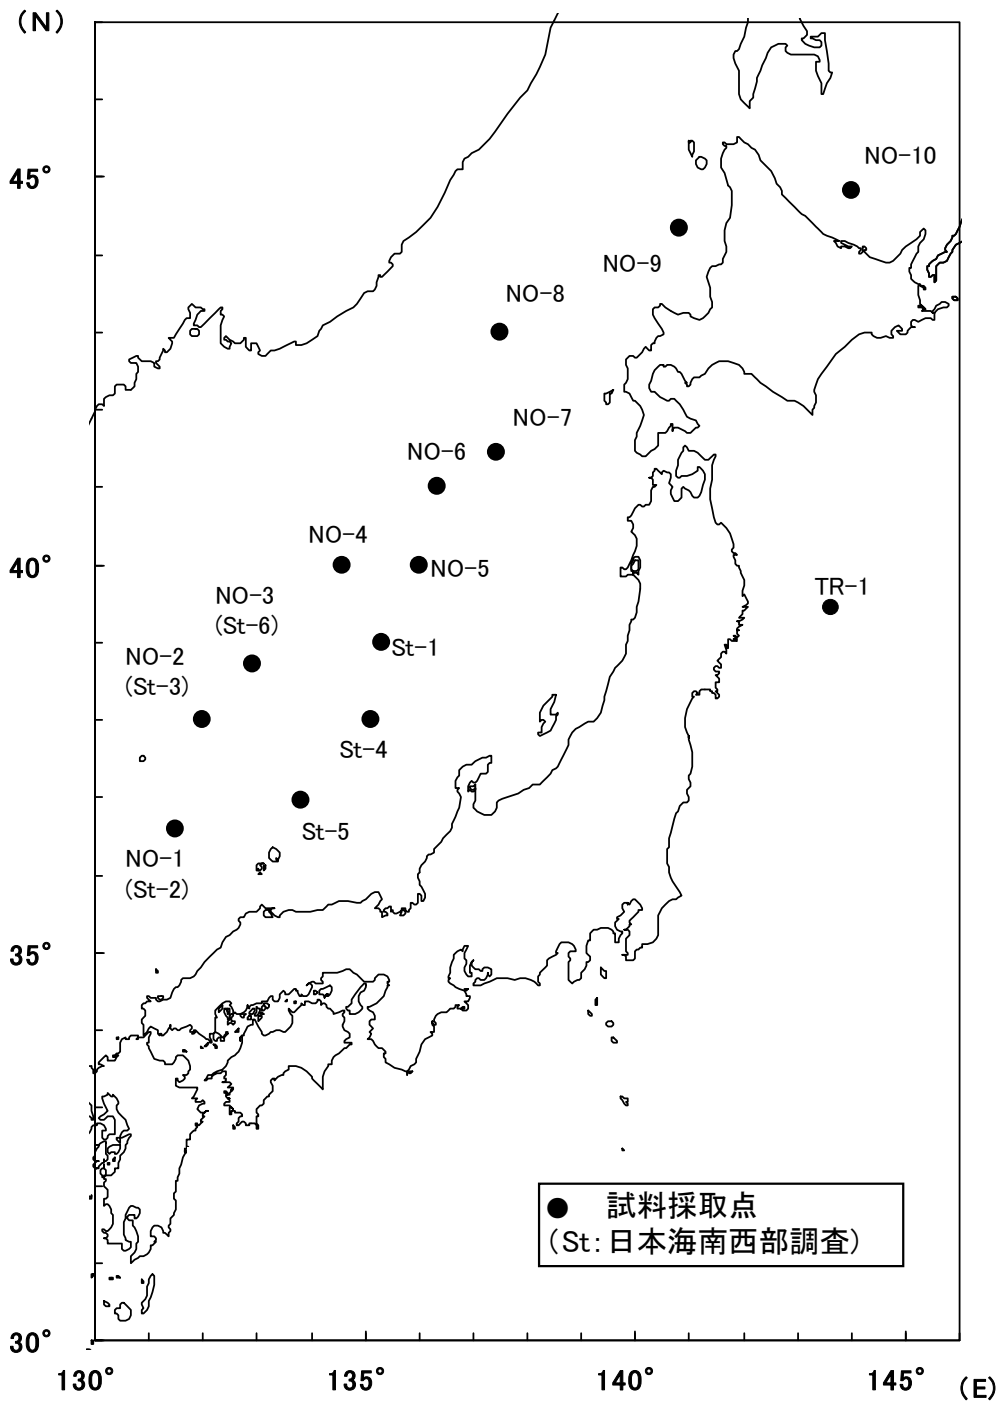 （N）
NO-10
45°
NO-9
NO-8
NO-7
NO-6
NO-4
40°
NO-5
TR-1
NO-3
(St-6)
St-1
NO-2
(St-3)
St-4
St-5
NO-1
(St-2)
35°
● 試料採取点
（St：日本海南西部調査）
30°
130°
135°
140°
145°
（E）